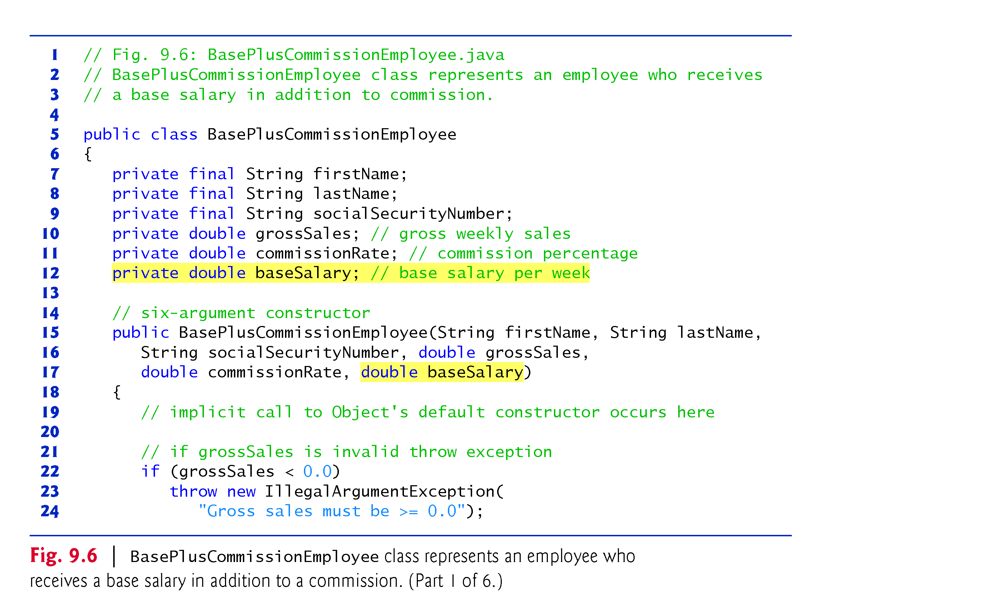 1 // Fig. 9.6: BasePlusCommissionEmployee.java
2 // BasePlusCommissionEmployee class represents an employee who receives
3 // a base salary in addition to commission.
4
5 public class BasePlusCommissionEmployee
6 {
7    private final String firstName;
8    private final String lastName;
9    private final String socialSecurityNumber;
10    private double grossSales; // gross weekly sales
11    private double commissionRate; // commission percentage
12    private double baseSalary; // base salary per week
13
14    // six-argument constructor
15    public BasePlusCommissionEmployee(String firstName, String lastName,
16       String socialSecurityNumber, double grossSales,
17       double commissionRate, double baseSalary)
18    {
19       // implicit call to Object's default constructor occurs here
20
21       // if grossSales is invalid throw exception
22       if (grossSales < 0.0)
23          throw new IllegalArgumentException(
24             "Gross sales must be >= 0.0");
Fig. 9.6 | BasePlusCommissionEmployee class represents an employee who
receives a base salary in addition to a commission. (Part 1 of 6.)